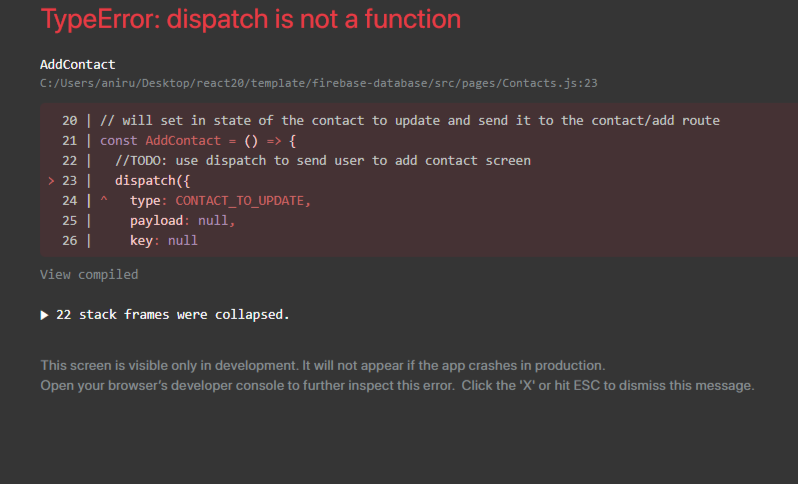 TypeError: dispatch is not a function
AddContact
C:/Users/aniru/Desktop/react20/template/firebase-database/src/pages/Contacts.js:23
20 | // will set in state of the contact to update and send it to the contact/add route
21 | const AddContact = () => {
22 |   //TODO: use dispatch to send user to add contact screen
> 23 |   dispatch({
24 | ^   type: CONTACT_TO_UPDATE,
25 |     payload: null,
26 |     key: null
View compiled
▶ 22 stack frames were collapsed.
This screen is visible only in development. It will not appear if the app crashes in production.
Open your browser’s developer console to further inspect this error.  Click the 'X' or hit ESC to dismiss this message.